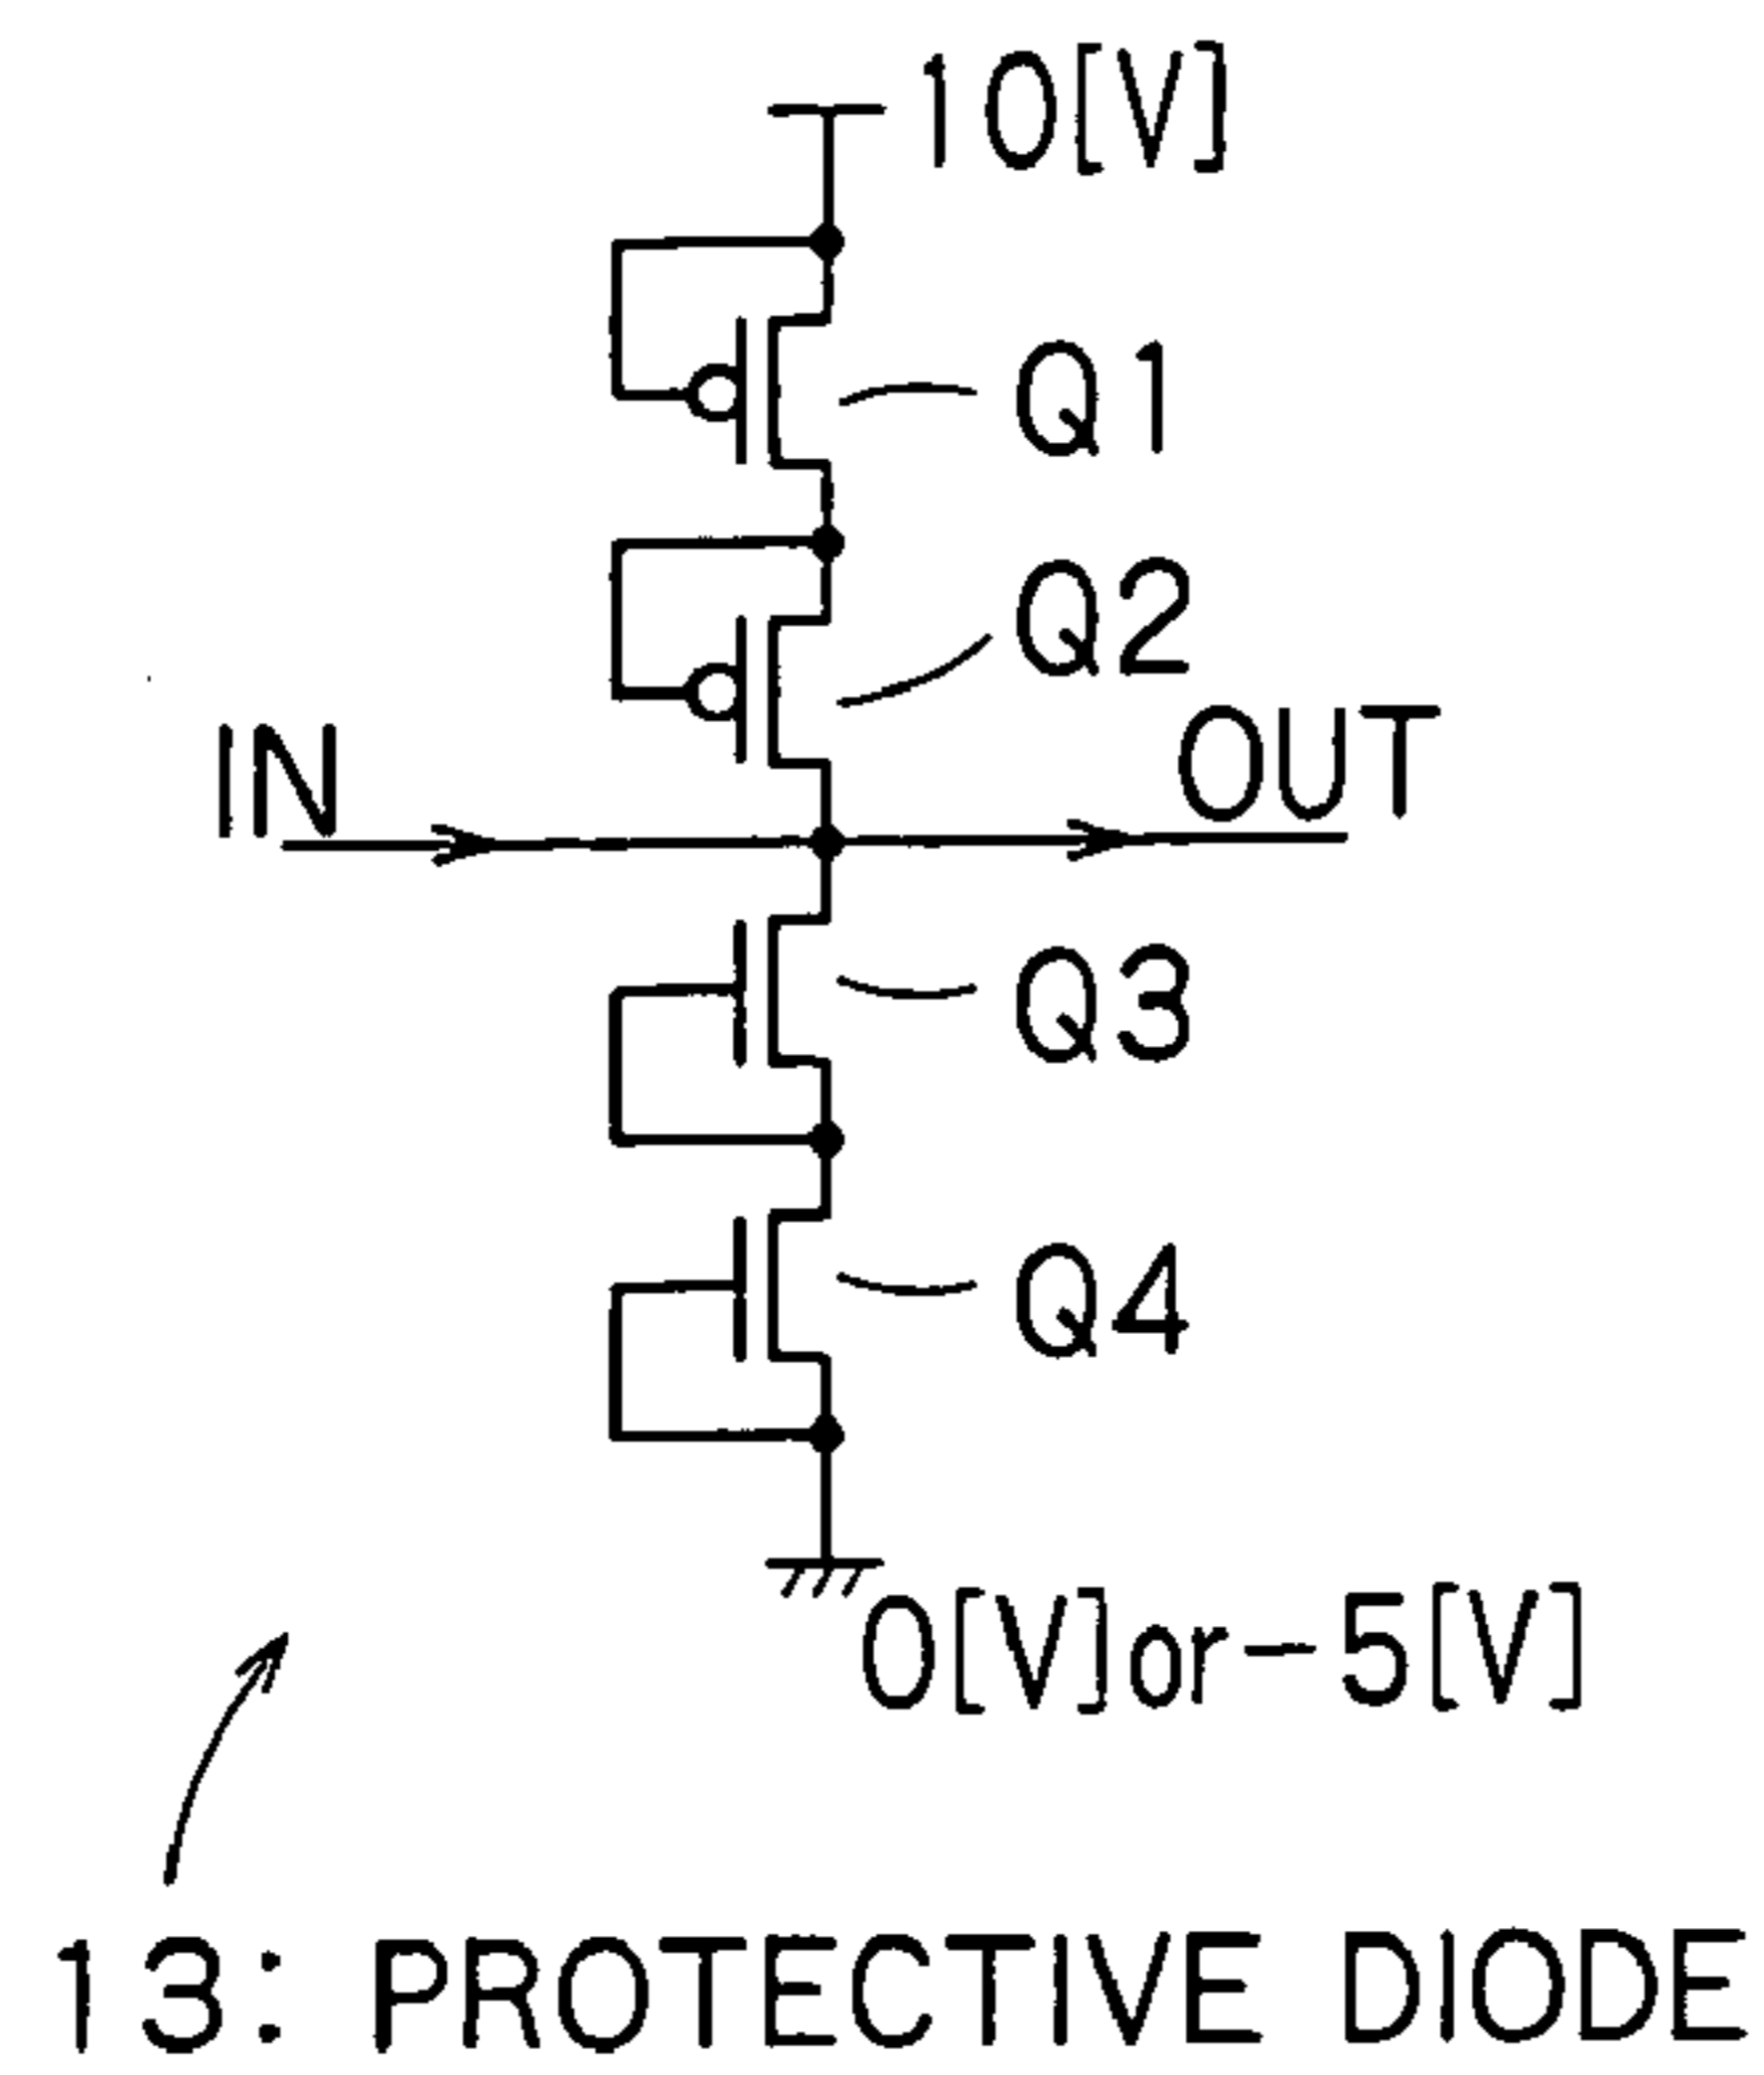 10[V]
Q1
Q2
IN
OUT
Q3
Q4
0[V]or-5[V]
13: PROTECTIVE DIODE